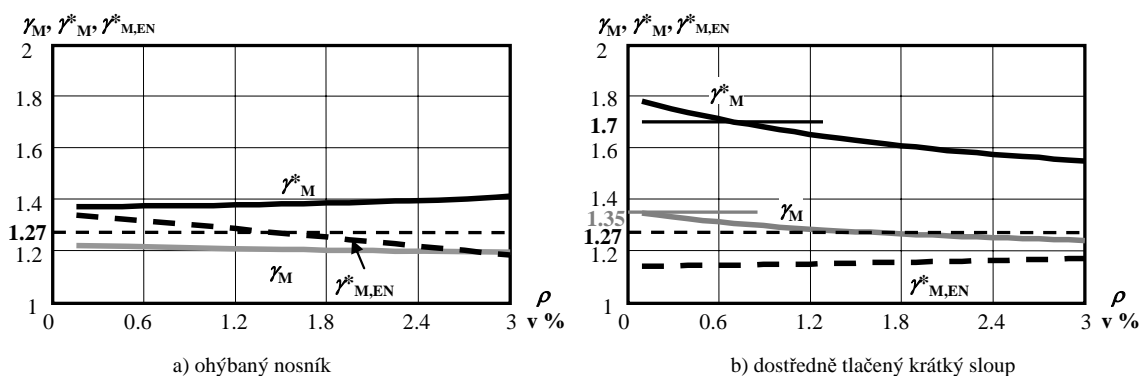 γM, γ*M, γ*M,EN
2
1.8
1.6
1.4
1.27
1.2
1
γ*M
γM
γ*M,EN
0
0.6
1.2
1.8
2.4
3
ρ
v %
a) ohýbaný nosník
γM, γ*M, γ*M,EN
2
1.8
1.7
1.6
1.4
1.35
1.27
1.2
1
γ*M
γM
γ*M,EN
0
0.6
1.2
1.8
2.4
3
ρ
v %
b) dostředně tlačený krátký sloup